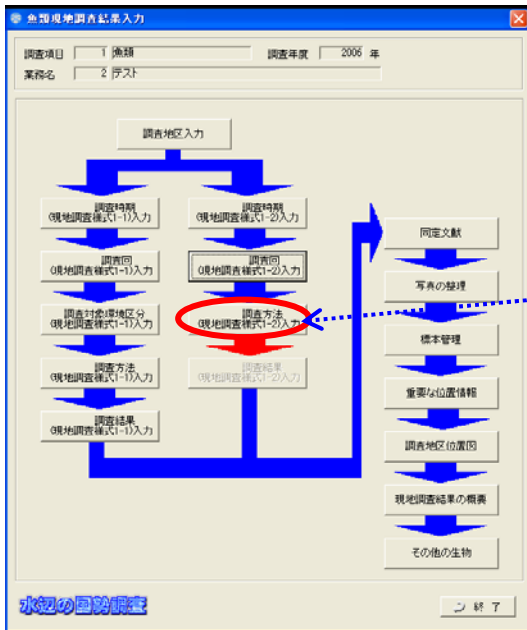 魚類現地調査結果入力
調査項目 1 魚類 調査年度 2006 年
業務名 2 テスト
調査地区入力
調査時期
(現地調査様式1-1)入力
調査回
(現地調査様式1-1)入力
調査対象環境区分
(現地調査様式1-1)入力
調査方法
(現地調査様式1-1)入力
調査結果
(現地調査様式1-1)入力
調査時期
(現地調査様式1-2)入力
調査回
(現地調査様式1-2)入力
調査方法
(現地調査様式1-2)入力
調査結果
(現地調査様式1-2)入力
同定文献
写真の整理
標本管理
重要な位置情報
調査地区位置図
現地調査結果の概要
その他の生物
水辺の国勢調査
終 了